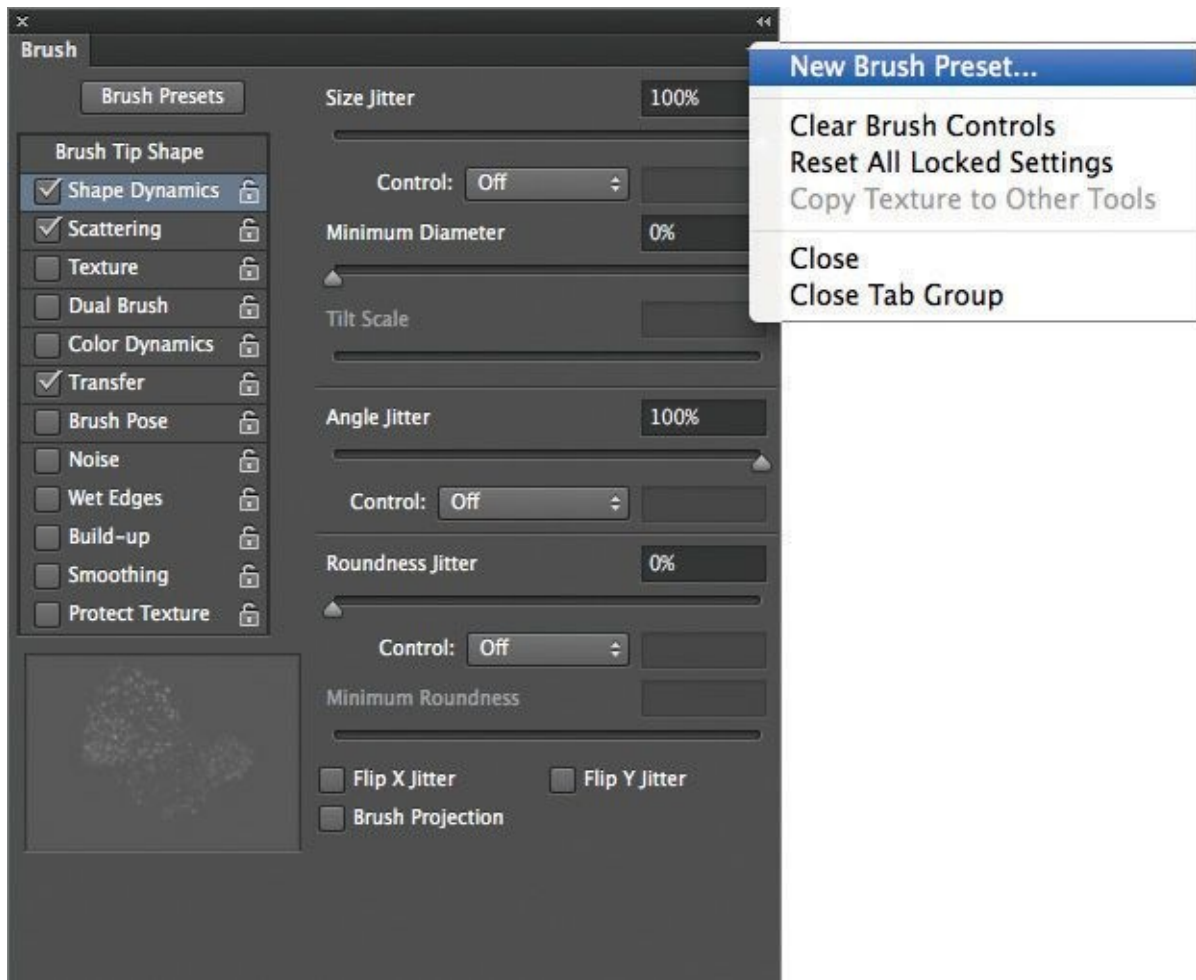 Brush
Brush Presets
Brush Tip Shape
Shape Dynamics
Scattering
Texture
Dual Brush
Color Dynamics
Transfer
Brush Pose
Noise
Wet Edges
Build-up
Smoothing
Protect Texture
Size Jitter 100%
Control: Off
Minimum Diameter 0%
Tilt Scale
Angle Jitter 100%
Control: Off
Roundness Jitter 0%
Control: Off
Minimum Roundness
Flip X Jitter Flip Y Jitter
Brush Projection
New Brush Preset...
Clear Brush Controls
Reset All Locked Settings
Copy Texture to Other Tools
Close
Close Tab Group